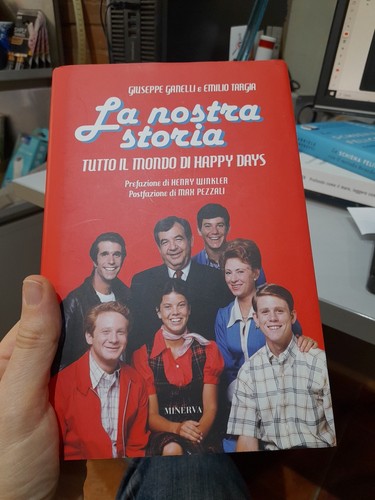 GIUSEPPE GANELLI e EMILIO TARGIA
La nostra
storia
TUTTO IL MONDO DI HAPPY DAYS
Prefazione di HENRY WINKLER
Postfazione di MAX PEZZALI
MINERVA